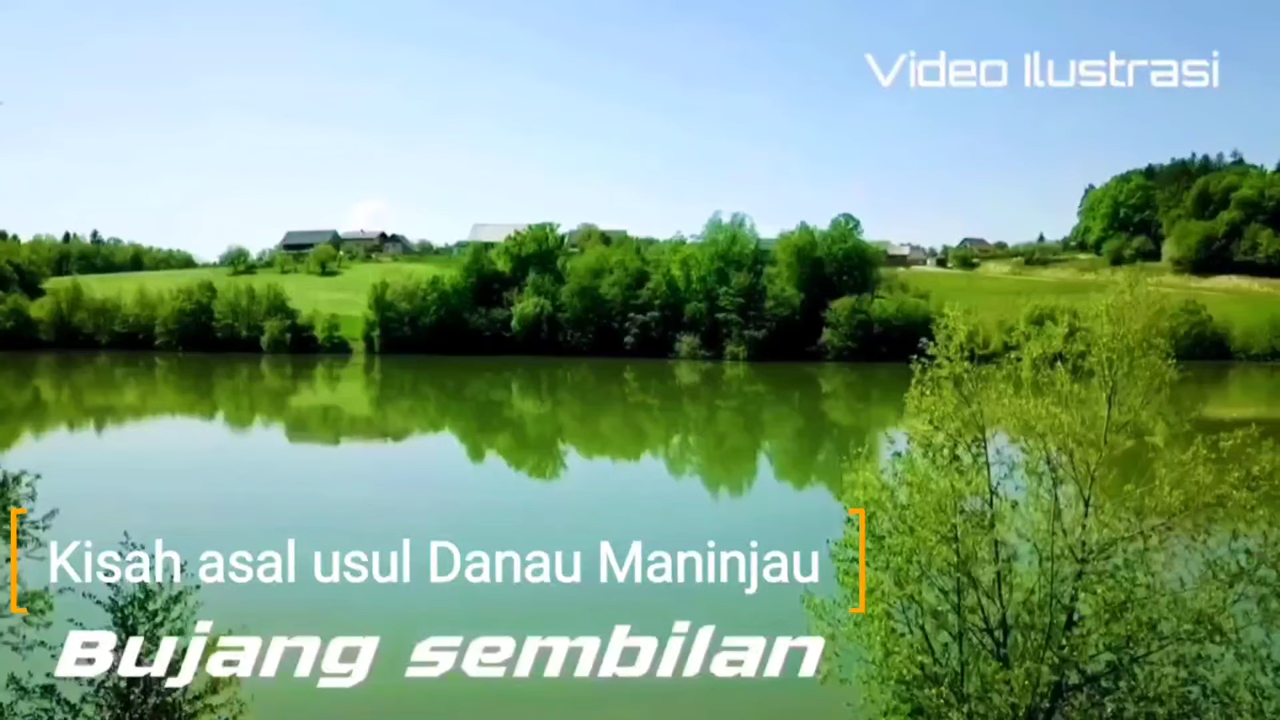 Video Ilustrasi
Kisah asal usul Danau Maninjau
Bujang sembilan